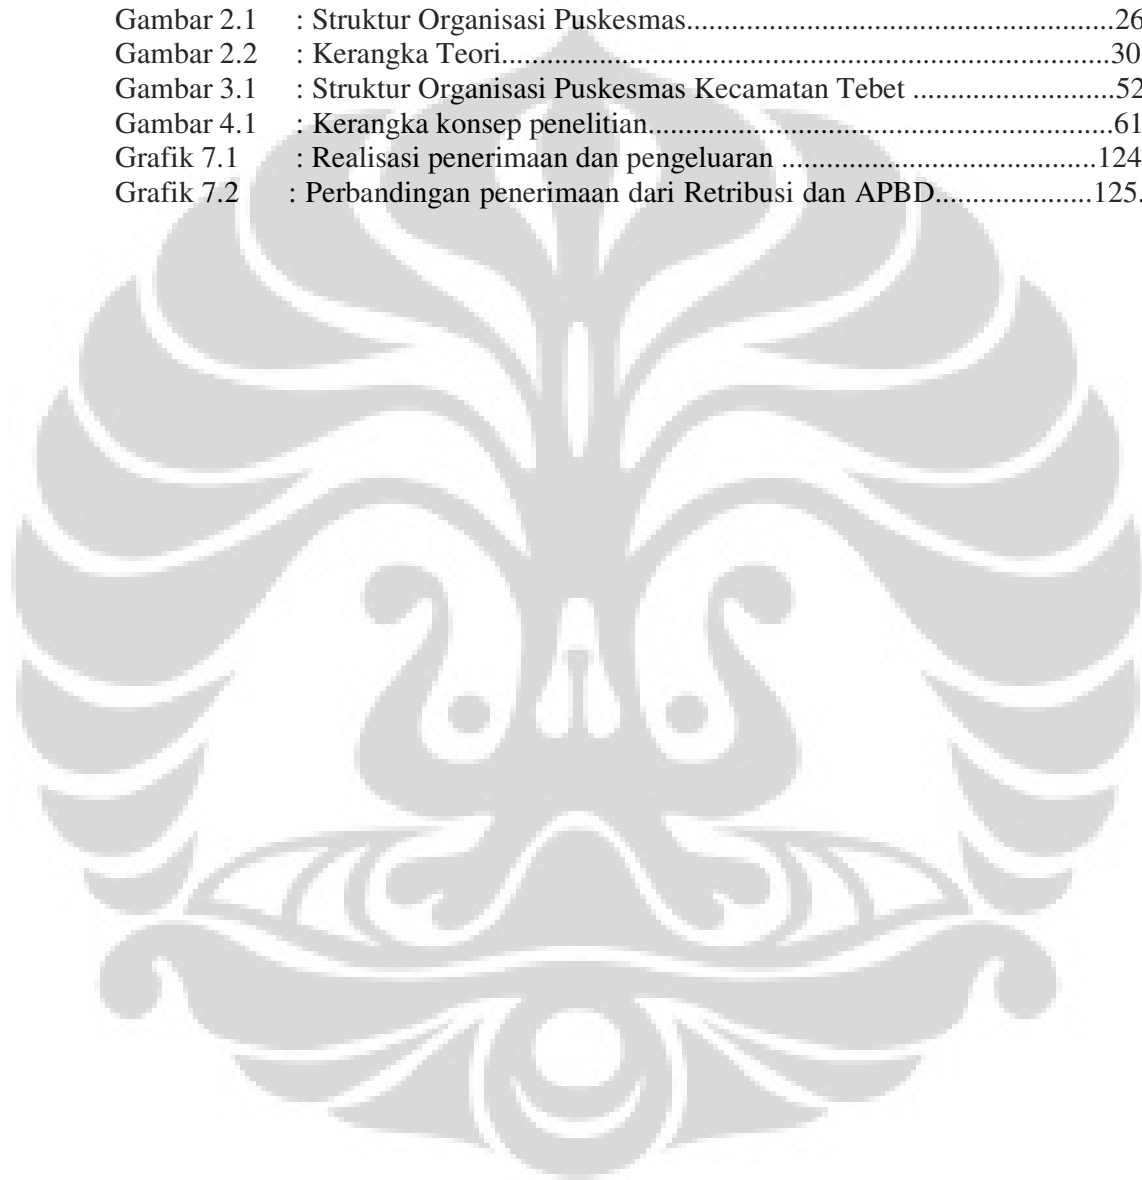 Gambar 2.1 : Struktur Organisasi Puskesmas..........................................................26
Gambar 2.2 : Kerangka Teori.................................................................................30
Gambar 3.1 : Struktur Organisasi Puskesmas Kecamatan Tebet .............................52
Gambar 4.1 : Kerangka konsep penelitian...............................................................61
Grafik 7.1 : Realisasi penerimaan dan pengeluaran ..........................................124
Grafik 7.2 : Perbandingan penerimaan dari Retribusi dan APBD.....................125.